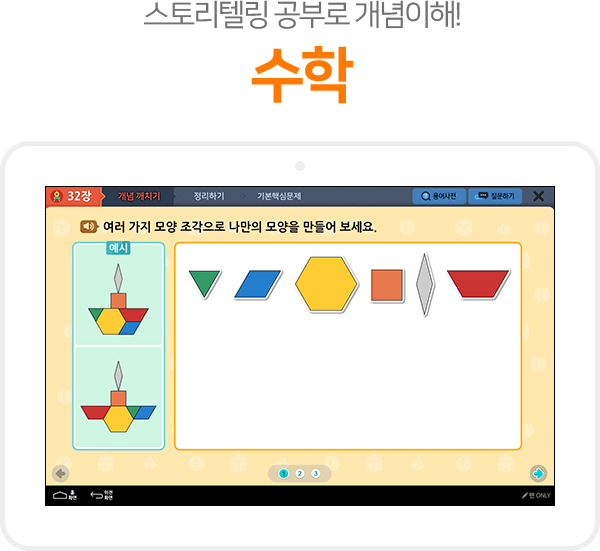 스토리텔링 공부로 개념이해!
수학
32장
개념 깨치기
정리하기
기본핵심문제
용어사전
질문하기
여러 가지 모양 조각으로 나만의 모양을 만들어 보세요.
예시
1 2 3
홈
화면
이전
화면
펜 ONLY